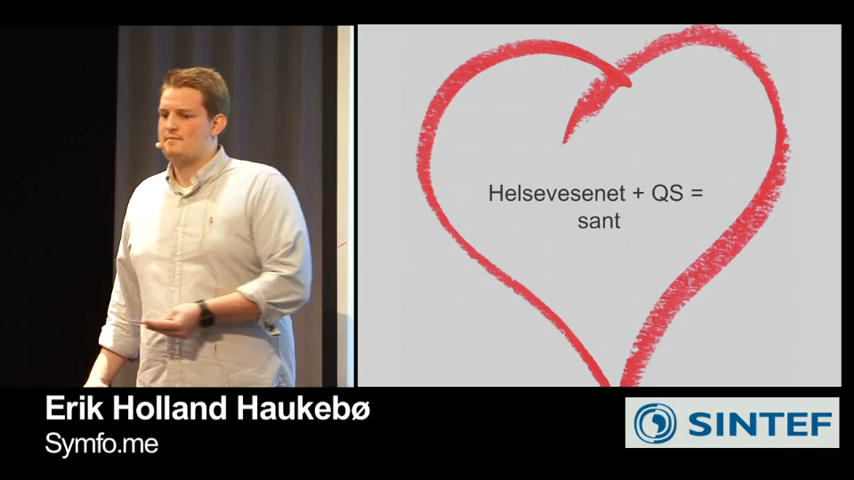 Helsevesenet + QS =
sant
Erik Holland Haukebø
Symfo.me
SINTEF